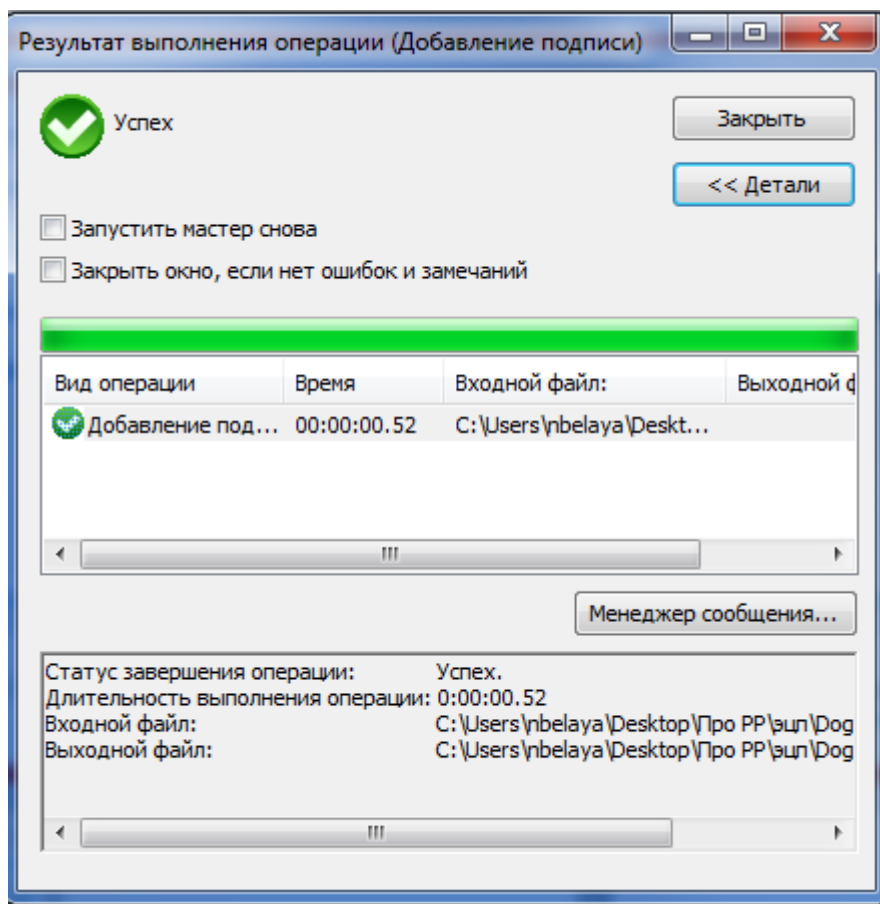 Результат выполнения операции (Добавление подписи)
Успех
Закрыть
<< Детали
Запустить мастер снова
Закрыть окно, если нет ошибок и замечаний
Вид операции Время Входной файл: Выходной ф
Добавление под... 00:00:00.52 C:\Users\nbelaya\Deskt...
Менеджер сообщения...
Статус завершения операции: Успех.
Длительность выполнения операции: 0:00:00.52
Входной файл: C:\Users\nbelaya\Desktop\Про РР\эцп\Dog
Выходной файл: C:\Users\nbelaya\Desktop\Про РР\эцп\Dog